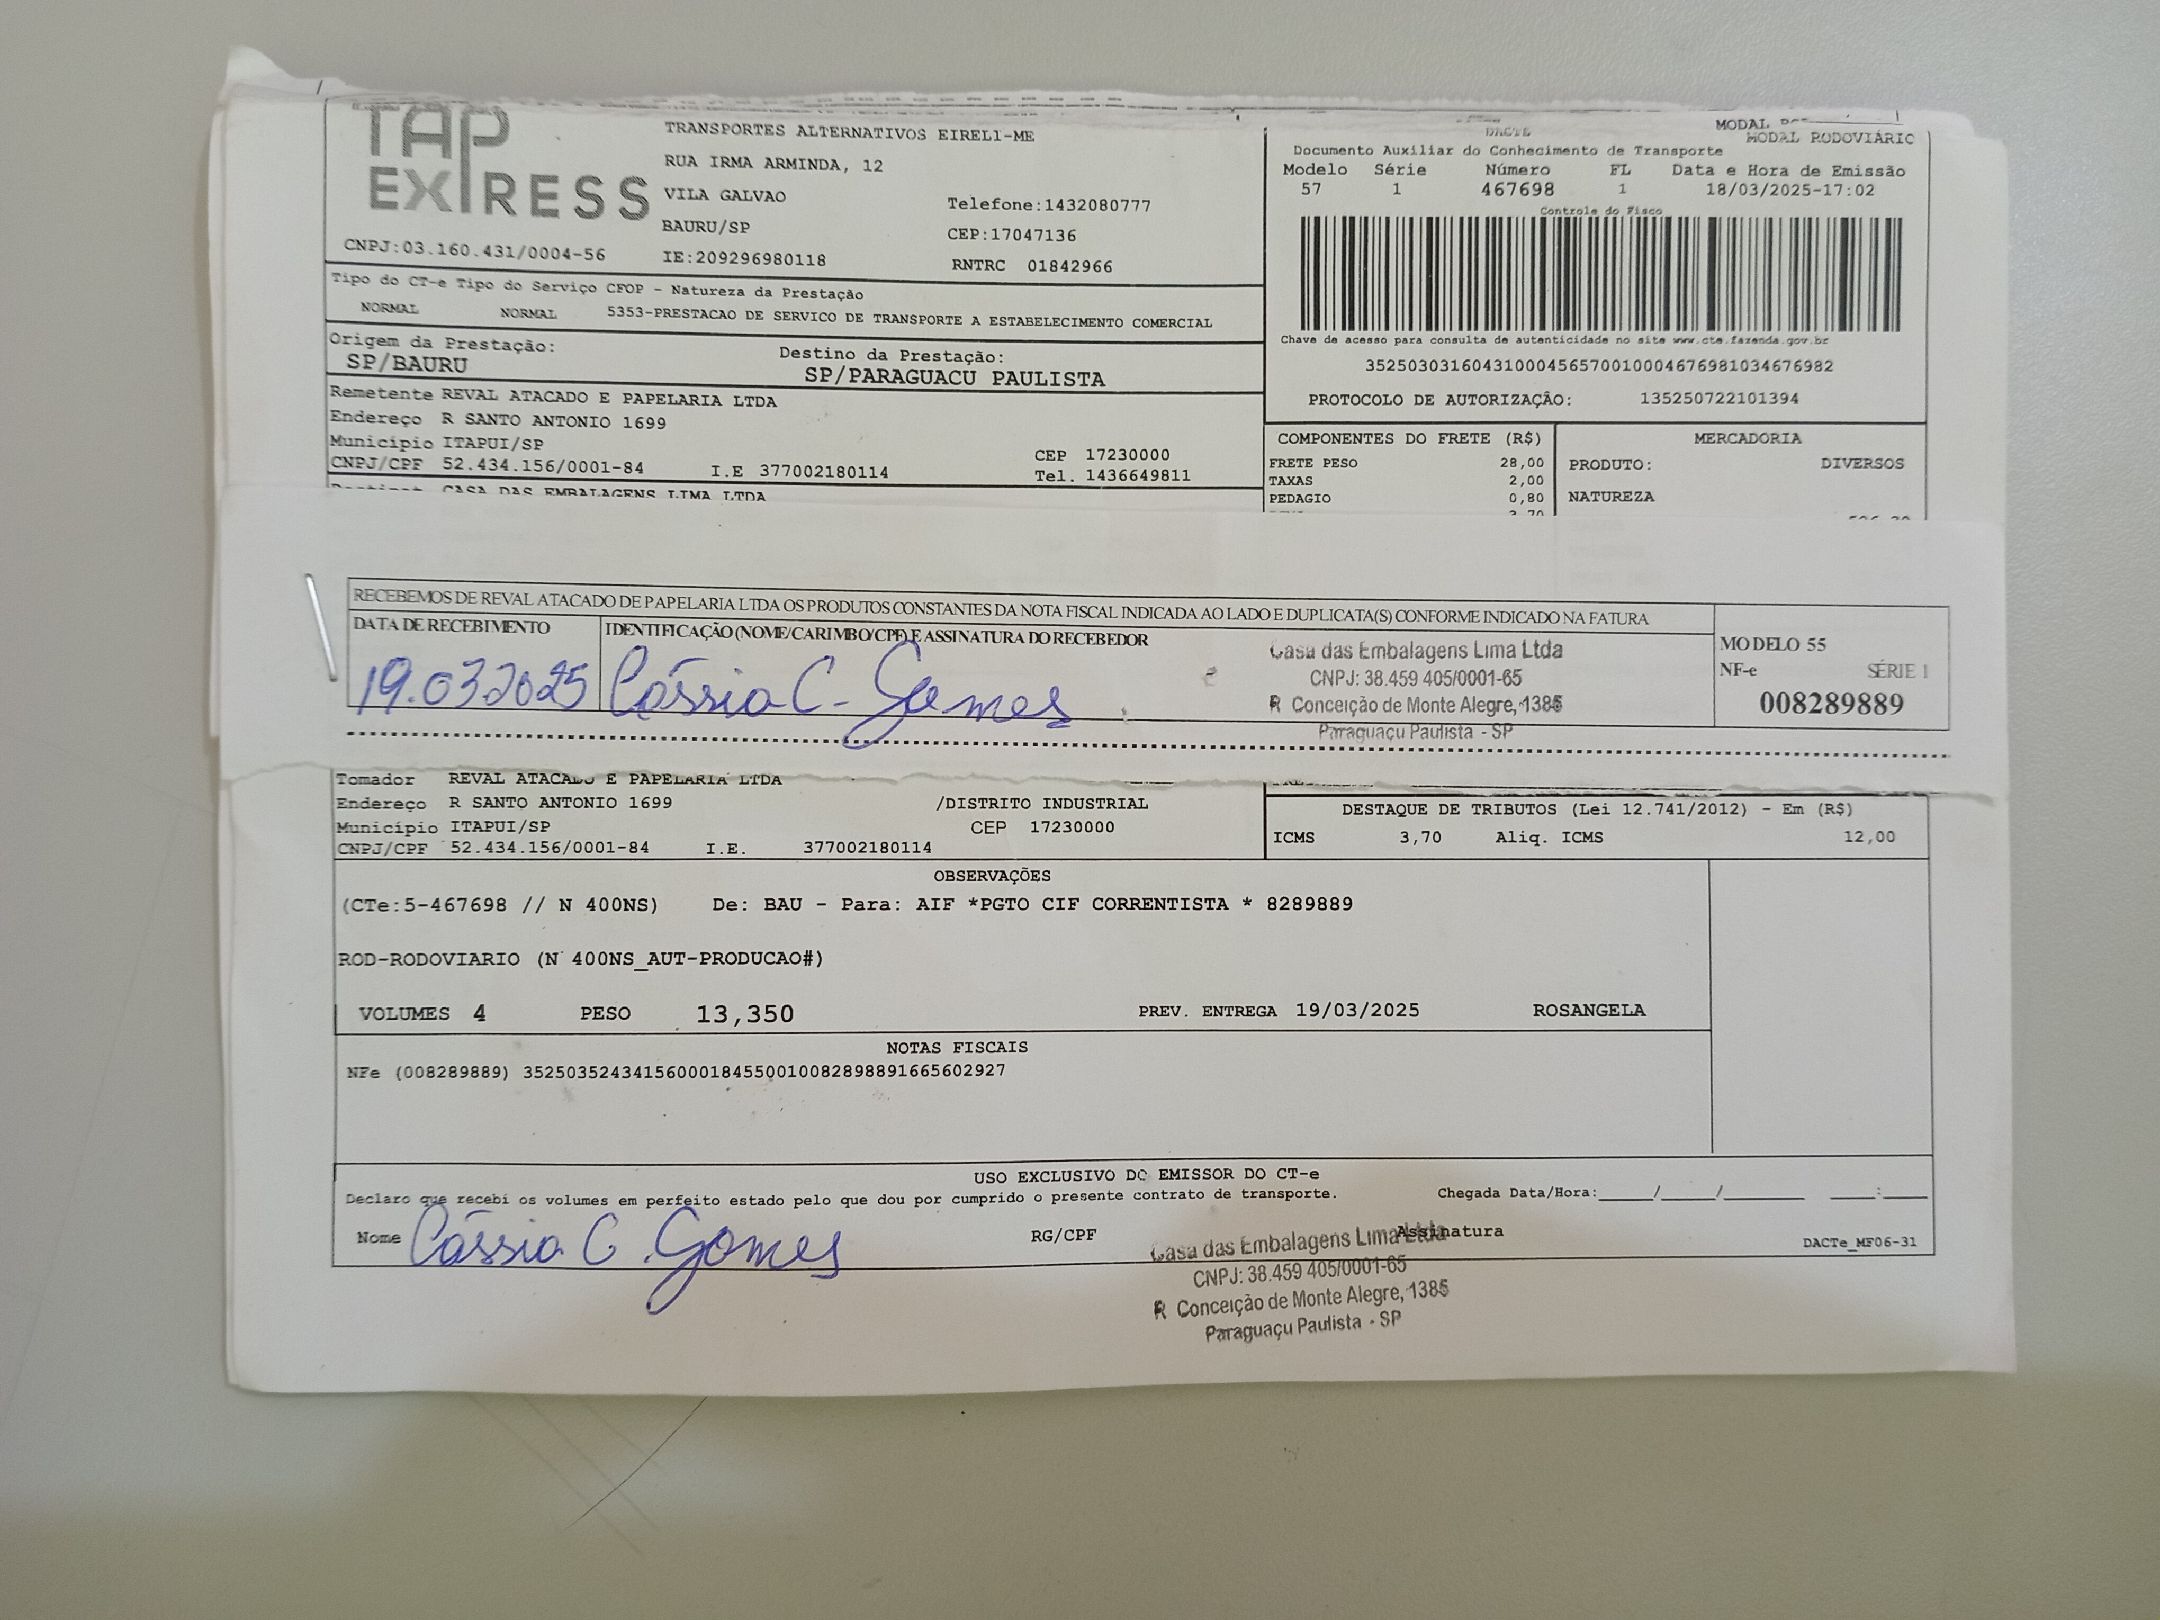 TAP
EXPRESS
CNPJ:03.160.431/0004-56
TRANSPORTES ALTERNATIVOS EIRELI-ME
RUA IRMA ARMINDA, 12
VILA GALVAO
BAURU/SP
IE:209296980118
Telefone:1432080777
CEP:17047136
RNTRC 01842966
MODAL
DACTE MODAL RODOVIÁRIO
Documento Auxiliar do Conhecimento de Transporte
Modelo Série Número FL Data e Hora de Emissão
57 1 467698 1 18/03/2025-17:02
Controle do Fisco
Chave de acesso para consulta de autenticidade no site www.cte.fazenda.gov.br
35250303160431000456570010004676981034676982
PROTOCOLO DE AUTORIZAÇÃO: 135250722101394
Tipo do CT-e Tipo do Serviço CFOP - Natureza da Prestação
NORMAL NORMAL 5353-PRESTACAO DE SERVICO DE TRANSPORTE A ESTABELECIMENTO COMERCIAL
Origem da Prestação: Destino da Prestação:
SP/BAURU SP/PARAGUACU PAULISTA
Remetente REVAL ATACADO E PAPELARIA LTDA
Endereço R SANTO ANTONIO 1699
Município ITAPUI/SP CEP 17230000
CNPJ/CPF 52.434.156/0001-84 I.E 377002180114 Tel. 1436649811
CASA DAS EMBALAGENS LIMA LTDA
COMPONENTES DO FRETE (R$)
FRETE PESO 28,00
TAXAS 2,00
PEDAGIO 0,80
3,70
MERCADORIA
PRODUTO: DIVERSOS
NATUREZA
RECEBEMOS DE REVAL ATACADO DE PAPELARIA LTDA OS PRODUTOS CONSTANTES DA NOTA FISCAL INDICADA AO LADO E DUPLICATA(S) CONFORME INDICADO NA FATURA
DATA DE RECEBIMENTO IDENTIFICAÇÃO (NOME/CARIMBO/CPF) E ASSINATURA DO RECEBEDOR
19.03.2025 Cássia C. Gomes
Casa das Embalagens Lima Ltda
CNPJ: 38.459 405/0001-65
R Conceição de Monte Alegre, 1385
Paraguaçu Paulista - SP
MODELO 55
NF-e SÉRIE 1
008289889
Tomador REVAL ATACADO E PAPELARIA LTDA
Endereço R SANTO ANTONIO 1699 /DISTRITO INDUSTRIAL
Município ITAPUI/SP CEP 17230000
CNPJ/CPF 52.434.156/0001-84 I.E. 377002180114
DESTAQUE DE TRIBUTOS (Lei 12.741/2012) - Em (R$)
ICMS 3,70 Aliq. ICMS 12,00
OBSERVAÇÕES
(CTe:5-467698 // N 400NS) De: BAU - Para: AIF *PGTO CIF CORRENTISTA * 8289889
ROD-RODOVIARIO (N 400NS_AUT-PRODUCAO#)
VOLUMES 4 PESO 13,350 PREV. ENTREGA 19/03/2025 ROSANGELA
NOTAS FISCAIS
NFe (008289889) 35250352434156000184550010082898891665602927
USO EXCLUSIVO DO EMISSOR DO CT-e
Declaro que recebi os volumes em perfeito estado pelo que dou por cumprido o presente contrato de transporte. Chegada Data/Hora:_____/_____/________ ____:____
Nome Cássia C. Gomes RG/CPF Assinatura
DACTe_MF06-31
Casa das Embalagens Lima Ltda
CNPJ: 38.459 405/0001-65
R Conceição de Monte Alegre, 1385
Paraguaçu Paulista - SP